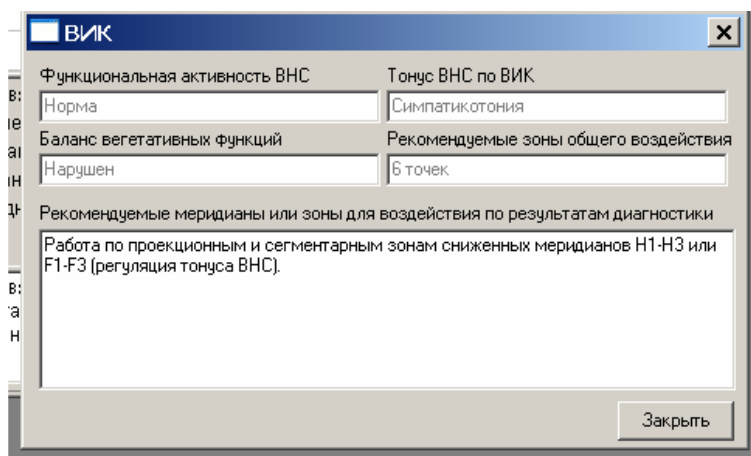 ВИК
Функциональная активность ВНС Тонус ВНС по ВИК
Норма Симпатикотония
Баланс вегетативных функций Рекомендуемые зоны общего воздействия
Нарушен 6 точек
Рекомендуемые меридианы или зоны для воздействия по результатам диагностики
Работа по проекционным и сегментарным зонам сниженных меридианов H1-H3 или
F1-F3 (регуляция тонуса ВНС).
Закрыть